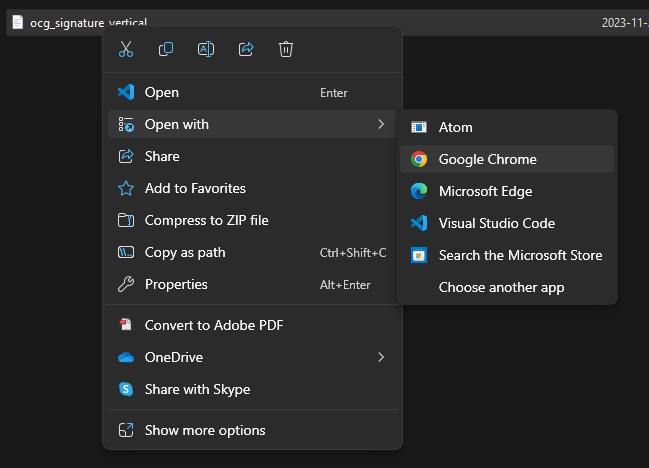 ocg_signature_vertical
2023-11-
Open Enter
Open with
Share
Add to Favorites
Compress to ZIP file
Copy as path Ctrl+Shift+C
Properties Alt+Enter
Convert to Adobe PDF
OneDrive
Share with Skype
Show more options
Atom
Google Chrome
Microsoft Edge
Visual Studio Code
Search the Microsoft Store
Choose another app